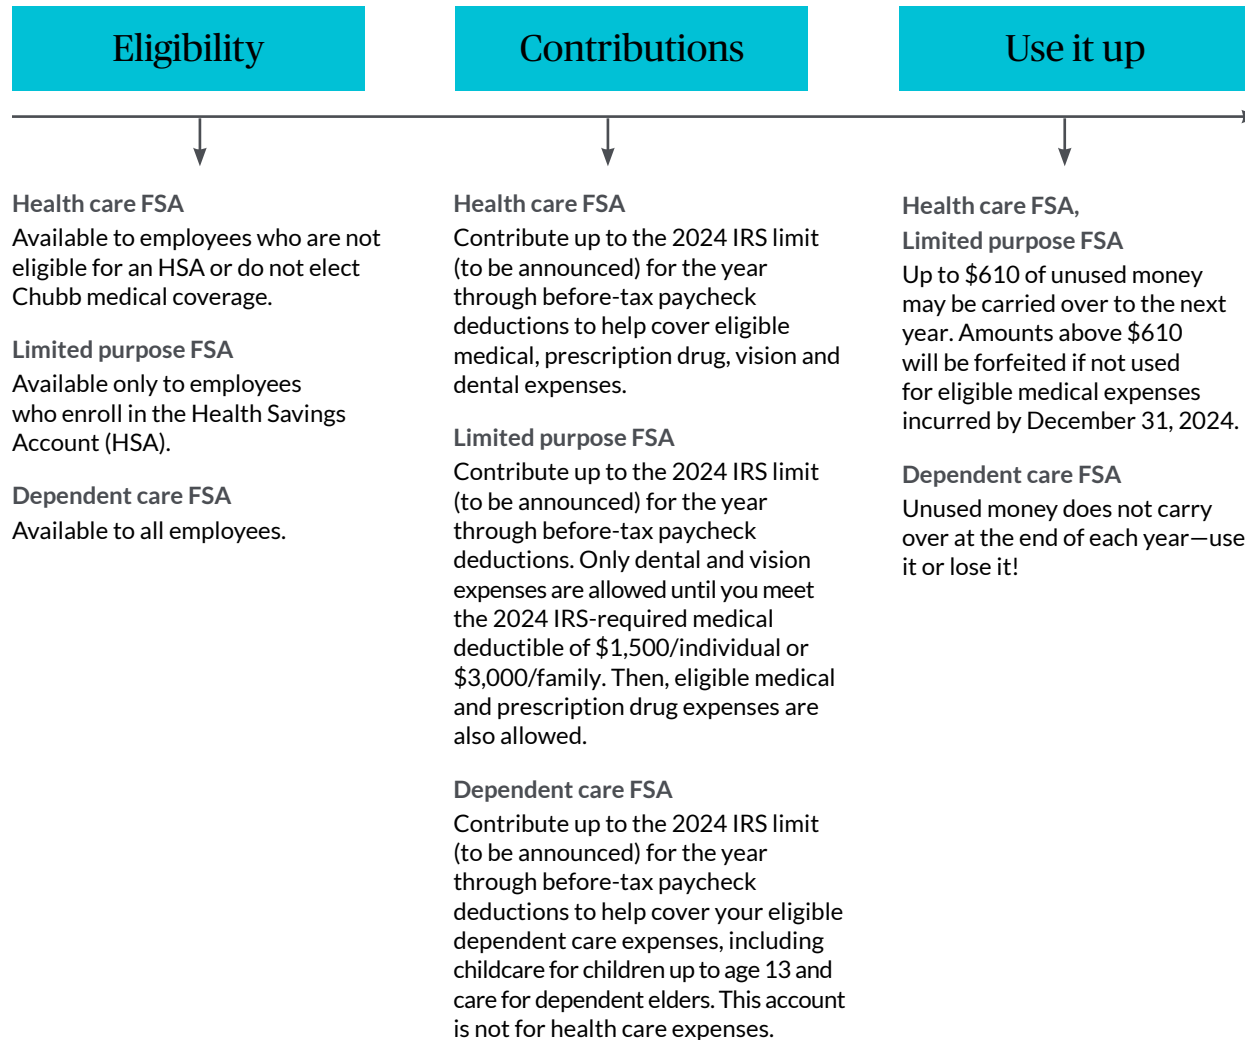 Eligibility
Contributions
Use it up
Health care FSA
Available to employees who are not
eligible for an HSA or do not elect
Chubb medical coverage.
Limited purpose FSA
Available only to employees
who enroll in the Health Savings
Account (HSA).
Dependent care FSA
Available to all employees.
Health care FSA
Contribute up to the 2024 IRS limit
(to be announced) for the year
through before-tax paycheck
deductions to help cover eligible
medical, prescription drug, vision and
dental expenses.
Limited purpose FSA
Contribute up to the 2024 IRS limit
(to be announced) for the year
through before-tax paycheck
deductions. Only dental and vision
expenses are allowed until you meet
the 2024 IRS-required medical
deductible of $1,500/individual or
$3,000/family. Then, eligible medical
and prescription drug expenses are
also allowed.
Dependent care FSA
Contribute up to the 2024 IRS limit
(to be announced) for the year
through before-tax paycheck
deductions to help cover your eligible
dependent care expenses, including
childcare for children up to age 13 and
care for dependent elders. This account
is not for health care expenses.
Health care FSA,
Limited purpose FSA
Up to $610 of unused money
may be carried over to the next
year. Amounts above $610
will be forfeited if not used
for eligible medical expenses
incurred by December 31, 2024.
Dependent care FSA
Unused money does not carry
over at the end of each year—use
it or lose it!